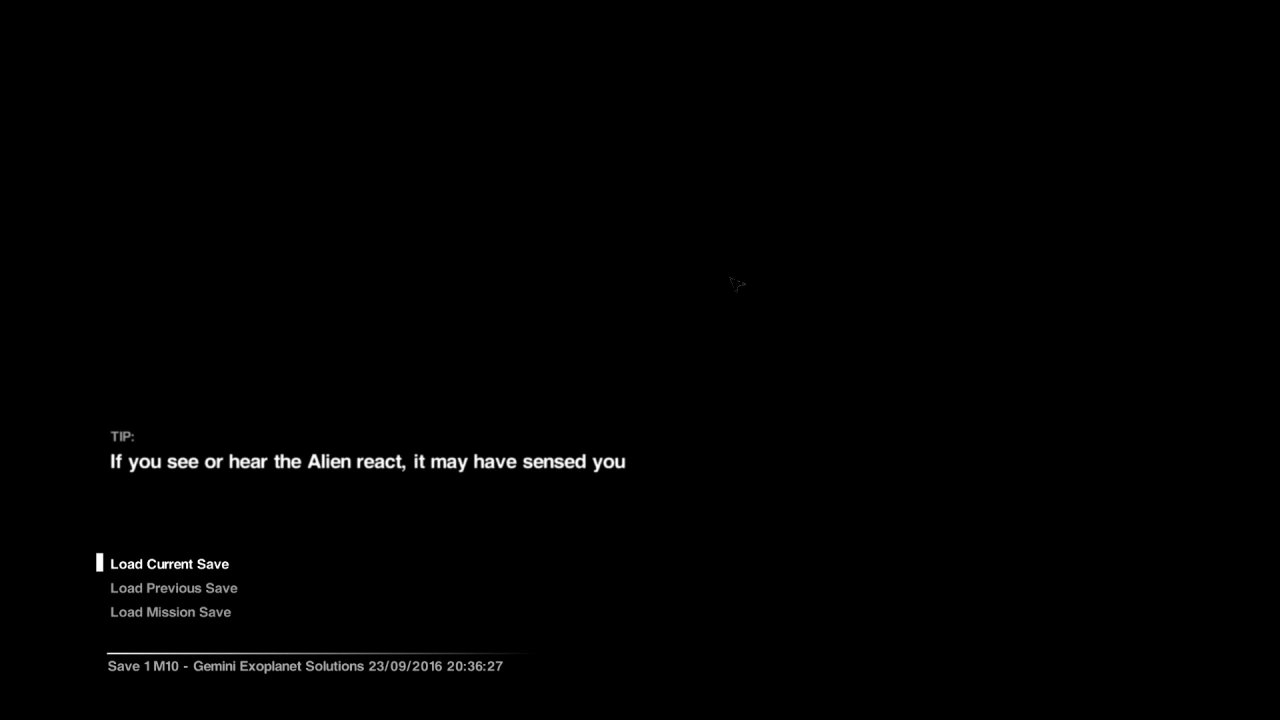 TIP:
If you see or hear the Alien react, it may have sensed you
Load Current Save
Load Previous Save
Load Mission Save
Save 1 M10 - Gemini Exoplanet Solutions 23/09/2016 20:36:27